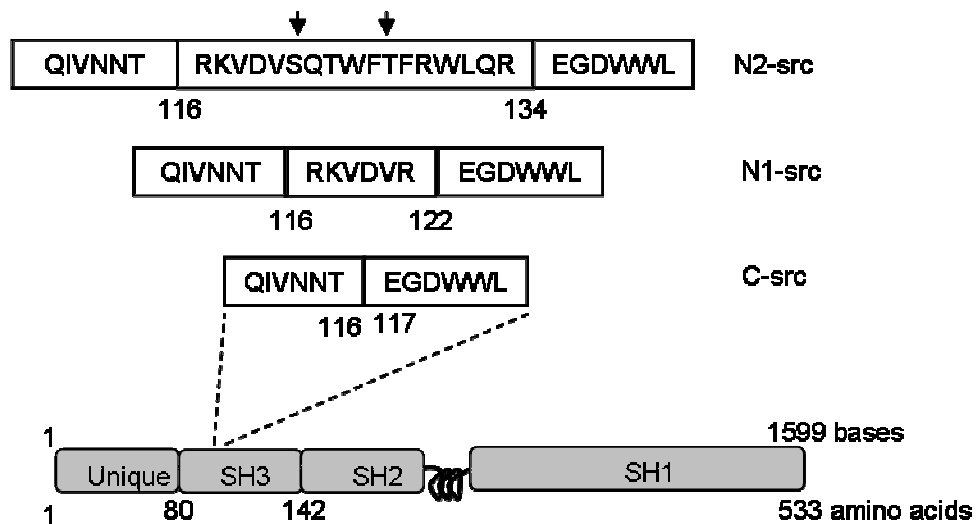 QIVNNT RKVDVSQTWFTFRWLQR EGDWWL N2-src
116 134
QIVNNT RKVDVR EGDWWL N1-src
116 122
QIVNNT EGDWWL C-src
116 117
1 1599 bases
Unique SH3 SH2 SH1
1 80 142 533 amino acids